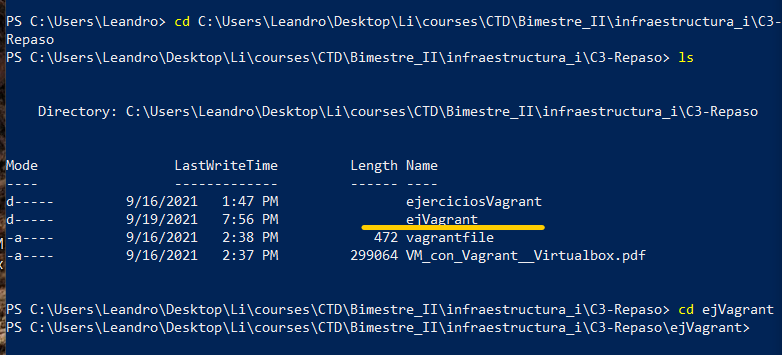 PS C:\Users\Leandro> cd C:\Users\Leandro\Desktop\Li\courses\CTD\Bimestre_II\infraestructura_i\C3-
Repaso
PS C:\Users\Leandro\Desktop\Li\courses\CTD\Bimestre_II\infraestructura_i\C3-Repaso> ls
Directory: C:\Users\Leandro\Desktop\Li\courses\CTD\Bimestre_II\infraestructura_i\C3-Repaso
Mode LastWriteTime Length Name
---- ------------- ------ ----
d----- 9/16/2021 1:47 PM ejerciciosVagrant
d----- 9/19/2021 7:56 PM ejVagrant
-a---- 9/16/2021 2:38 PM 472 vagrantfile
-a---- 9/16/2021 2:37 PM 299064 VM_con_Vagrant__Virtualbox.pdf
PS C:\Users\Leandro\Desktop\Li\courses\CTD\Bimestre_II\infraestructura_i\C3-Repaso> cd ejVagrant
PS C:\Users\Leandro\Desktop\Li\courses\CTD\Bimestre_II\infraestructura_i\C3-Repaso\ejVagrant>